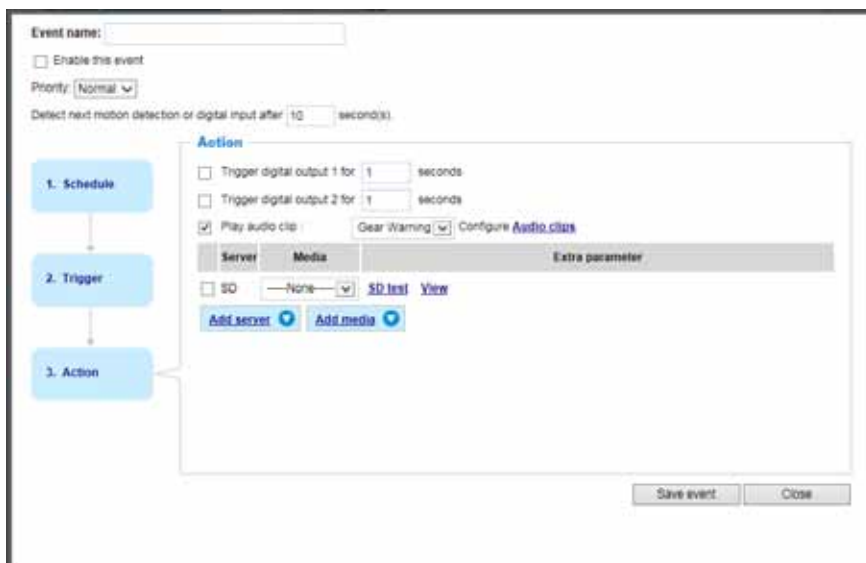 Event name:
Enable this event
Priority: Normal
Detect next motion detection or digital input after 10 second(s).
Action
1. Schedule
2. Trigger
3. Action
Trigger digital output 1 for 1 seconds
Trigger digital output 2 for 1 seconds
Play audio clip : Gear Warning Configure Audio clips
Server Media Extra parameter
SD ----None---- SD test View
Add server Add media
Save event Close